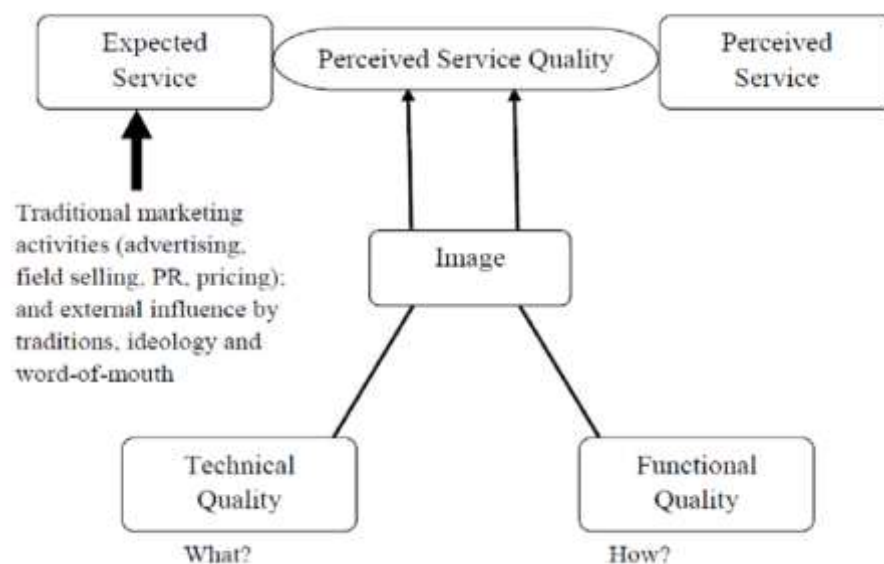 Expected
Service
Perceived Service Quality
Perceived
Service
Traditional marketing
activities (advertising,
field selling, PR, pricing);
and external influence by
traditions, ideology and
word-of-mouth
Image
Technical
Quality
Functional
Quality
What?
How?